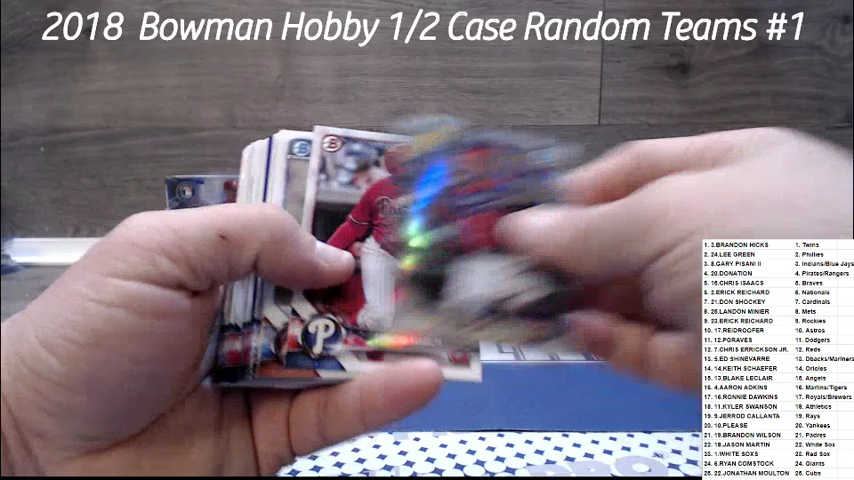 2018 Bowman Hobby 1/2 Case Random Teams #1
1. 3.BRANDON HICKS 1. Twins
2. 24.LEE GREEN 2. Phillies
3. 8.GARY PISANI II 3. Indians/Blue Jays
4. 20.DONATION 4. Pirates/Rangers
5. 15.CHRIS ISAACS 5. Braves
6. 2.ERICK REICHARD 6. Nationals
7. 21.DON SHOCKEY 7. Cardinals
8. 25.LANDON MINIER 8. Mets
9. 23.ERICK REICHARD 9. Rockies
10. 17.REIDROOFER 10. Astros
11. 12.PGRAVES 11. Dodgers
12. 7.CHRIS ERRICKSON JR. 12. Reds
13. 5.ED SHINEVARRE 13. Dbacks/Mariners
14. 14.KEITH SCHAEFER 14. Orioles
15. 13.BLAKE LECLAIR 15. Angels
16. 4.AARON ADKINS 16. Marlins/Tigers
17. 16.RONNIE DAWKINS 17. Royals/Brewers
18. 11.KYLER SWANSON 18. Athletics
19. 9.JERROD CALLANTA 19. Rays
20. 10.PLEASE 20. Yankees
21. 19.BRANDON WILSON 21. Padres
22. 18.JASON MARTIN 22. White Sox
23. 1.WHITE SOXS 23. Red Sox
24. 6.RYAN COMSTOCK 24. Giants
25. 22.JONATHAN MOULTON 25. Cubs
B
P